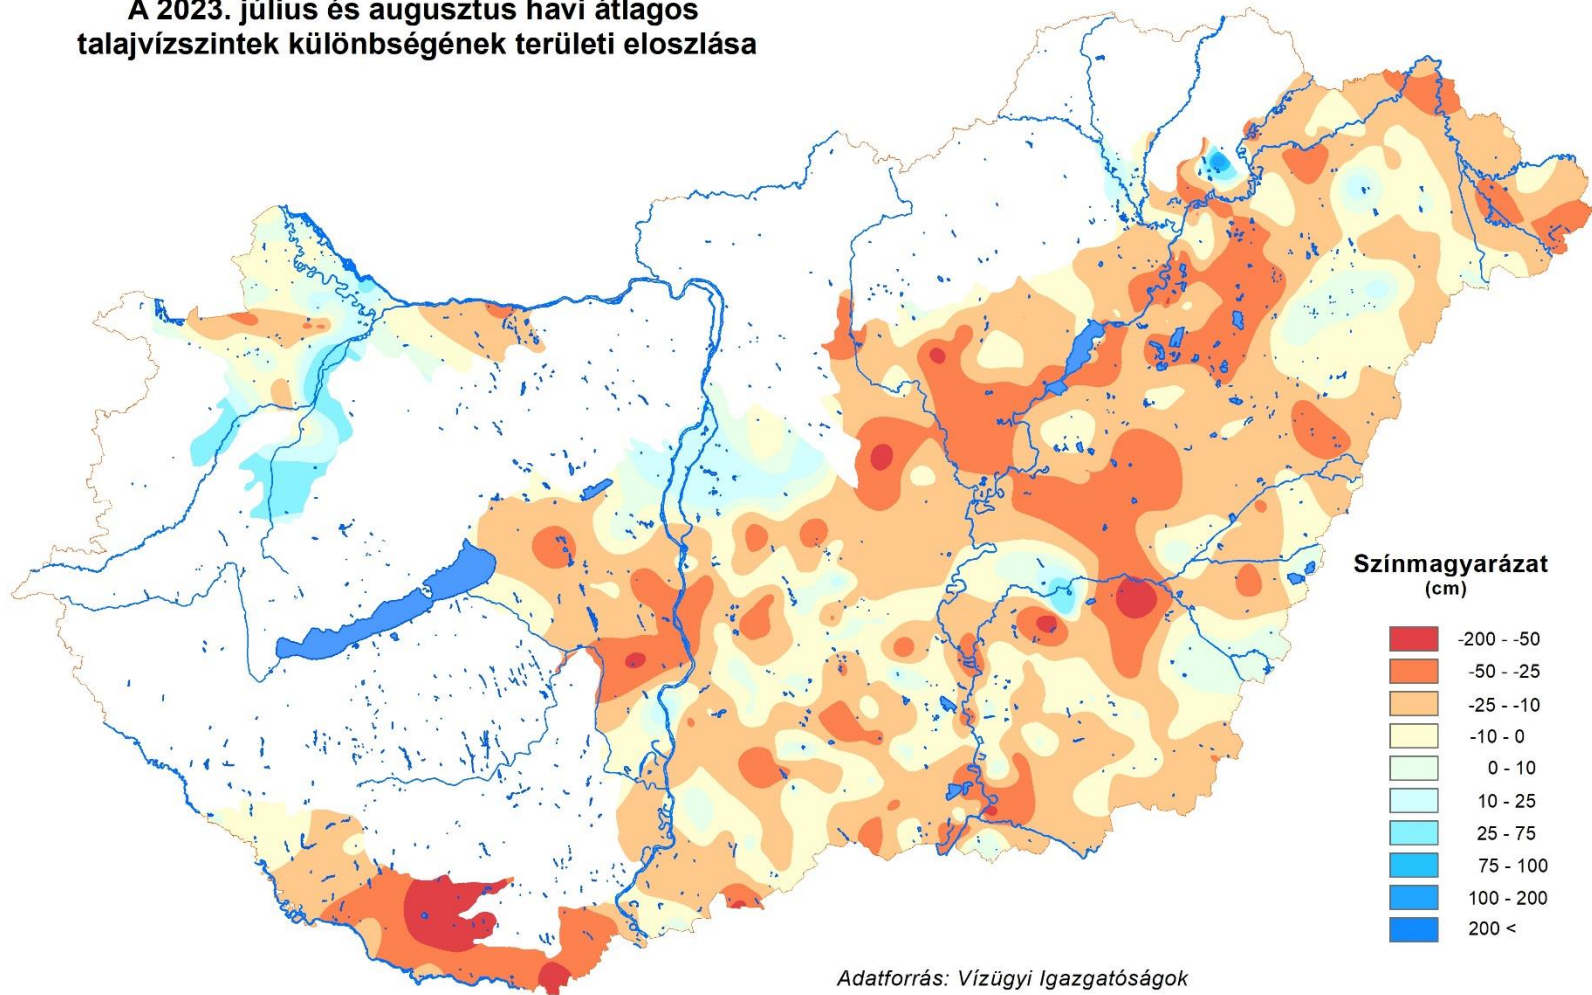 A 2023. július és augusztus havi átlagos
talajvízszintek különbségének területi eloszlása
Színmagyarázat
(cm)
-200 - -50
-50 - -25
-25 - -10
-10 - 0
0 - 10
10 - 25
25 - 75
75 - 100
100 - 200
200 <
Adatforrás: Vízügyi Igazgatóságok